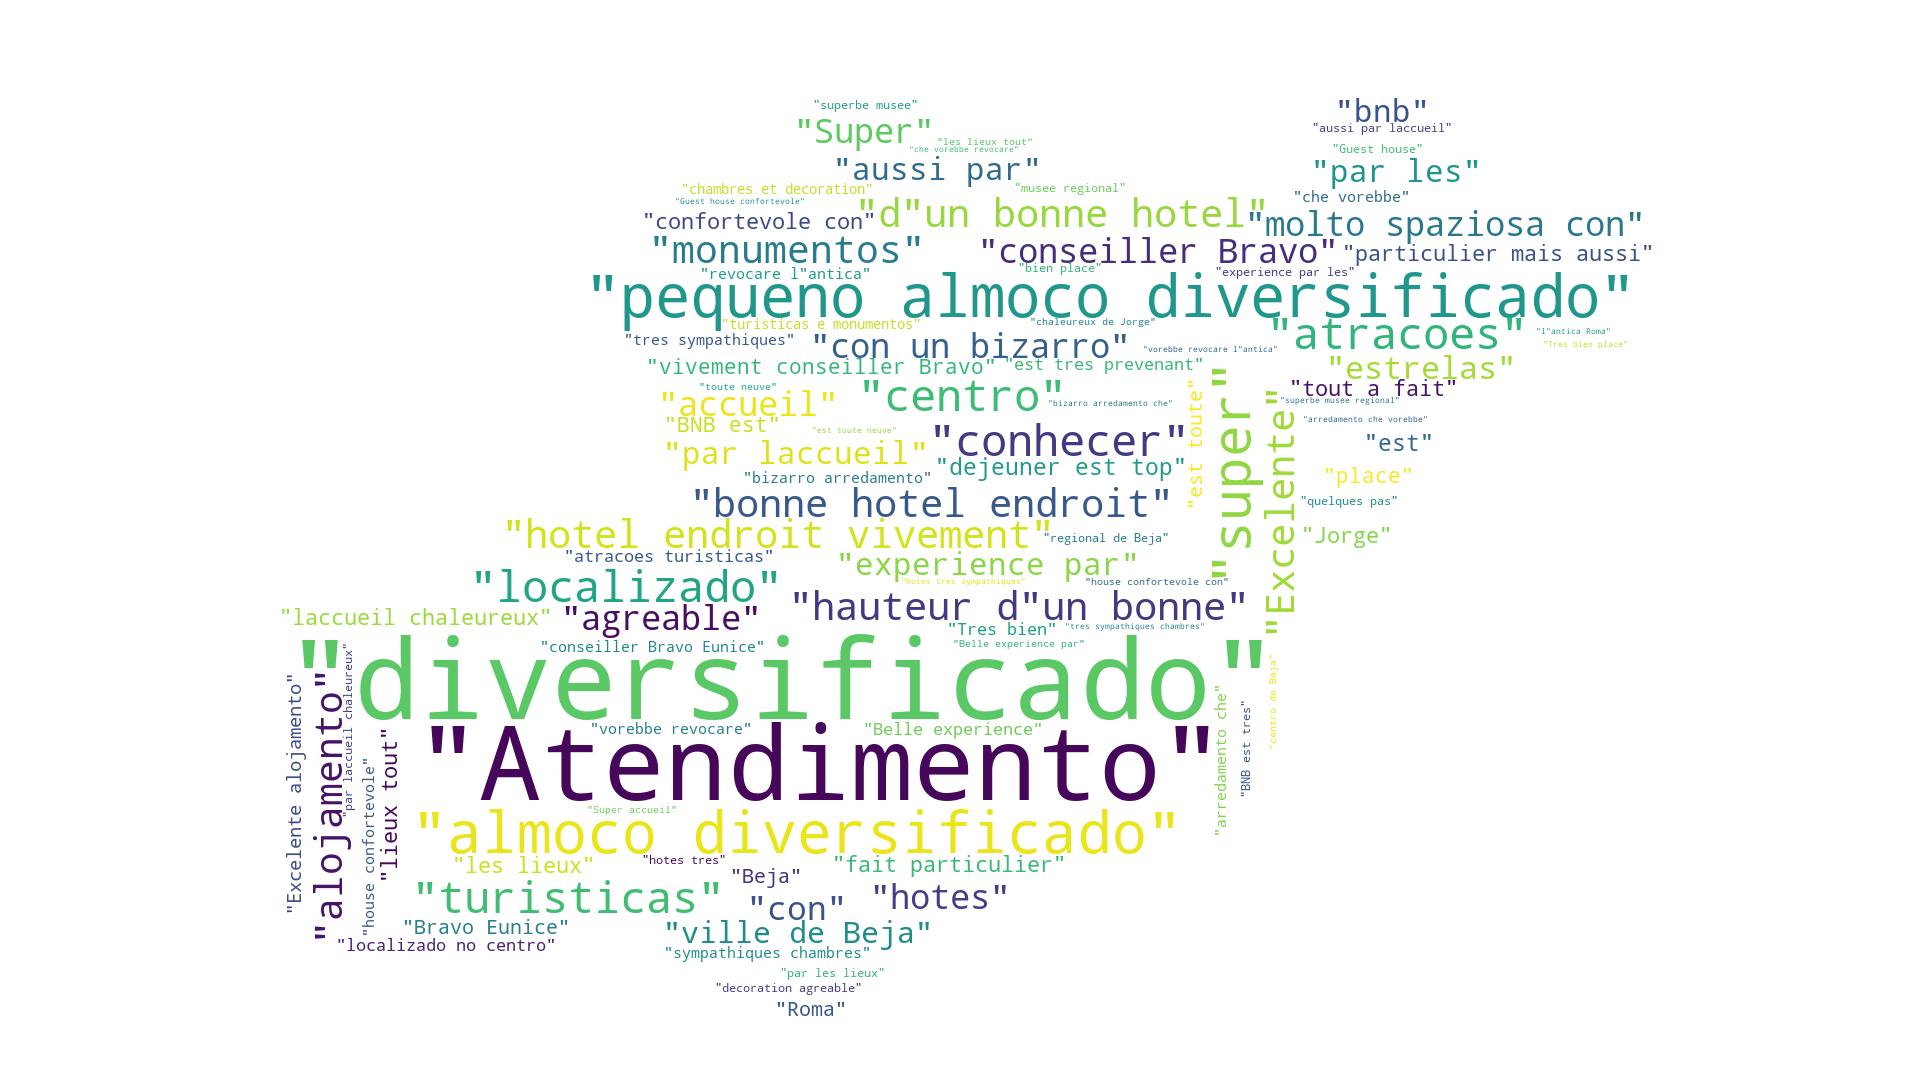 "superbe musee"
"bnb"
"Super"
"aussi par laccueil"
"les lieux tout"
"che vorebbe revocare"
"Guest house"
"aussi par"
"par les"
"chambres et decoration"
"musee regional"
"che vorebbe"
"Guest house confortevole"
"d"un bonne hotel"
"confortevole con"
"molto spaziosa con"
"monumentos"
"conseiller Bravo"
"particulier mais aussi"
"revocare l"antica"
"bien place"
"experience par les"
"pequeno almoco diversificado"
"turisticas e monumentos"
"chaleureux de Jorge"
"atracoes"
"l"antica Roma"
"tres sympathiques"
"con un bizarro"
"vorebbe revocare l"antica"
"Tres bien place"
"vivement conseiller Bravo"
"est tres prevenant"
"estrelas"
"toute neuve"
"centro"
"tout a fait"
"accueil"
"bizarro arredamento che"
"superbe musee regional"
"BNB est"
"est toute neuve"
"est toute"
"super"
"Excelente"
"arredamento che vorebbe"
"conhecer"
"est"
"par laccueil"
"dejeuner est top"
"bizarro arredamento"
"place"
"bonne hotel endroit"
"quelques pas"
"hotel endroit vivement"
"regional de Beja"
"Jorge"
"atracoes turisticas"
"experience par"
"localizado"
"hotes tres sympathiques"
"house confortevole con"
"laccueil chaleureux"
"agreable"
"hauteur d"un bonne"
"Tres bien"
"tres sympathiques chambres"
"conseiller Bravo Eunice"
"Belle experience par"
"diversificado"
"Excelente alojamento"
"alojamento"
"par laccueil chaleureux"
"house confortevole"
"lieux tout"
"vorebbe revocare"
"Belle experience"
"Atendimento"
"arredamento che"
"BNB est tres"
"centro de Beja"
"Super accueil"
"almoco diversificado"
"les lieux"
"hotes tres"
"fait particulier"
"Beja"
"turisticas"
"con"
"hotes"
"Bravo Eunice"
"ville de Beja"
"localizado no centro"
"sympathiques chambres"
"par les lieux"
"decoration agreable"
"Roma"